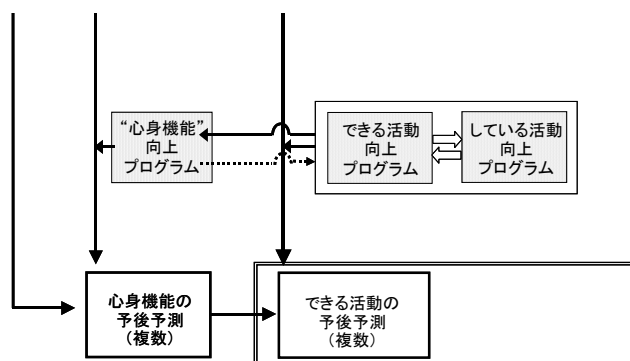 “心身機能”
向上
プログラム
できる活動
向上
プログラム
している活動
向上
プログラム
心身機能の
予後予測
（複数）
できる活動の
予後予測
（複数）